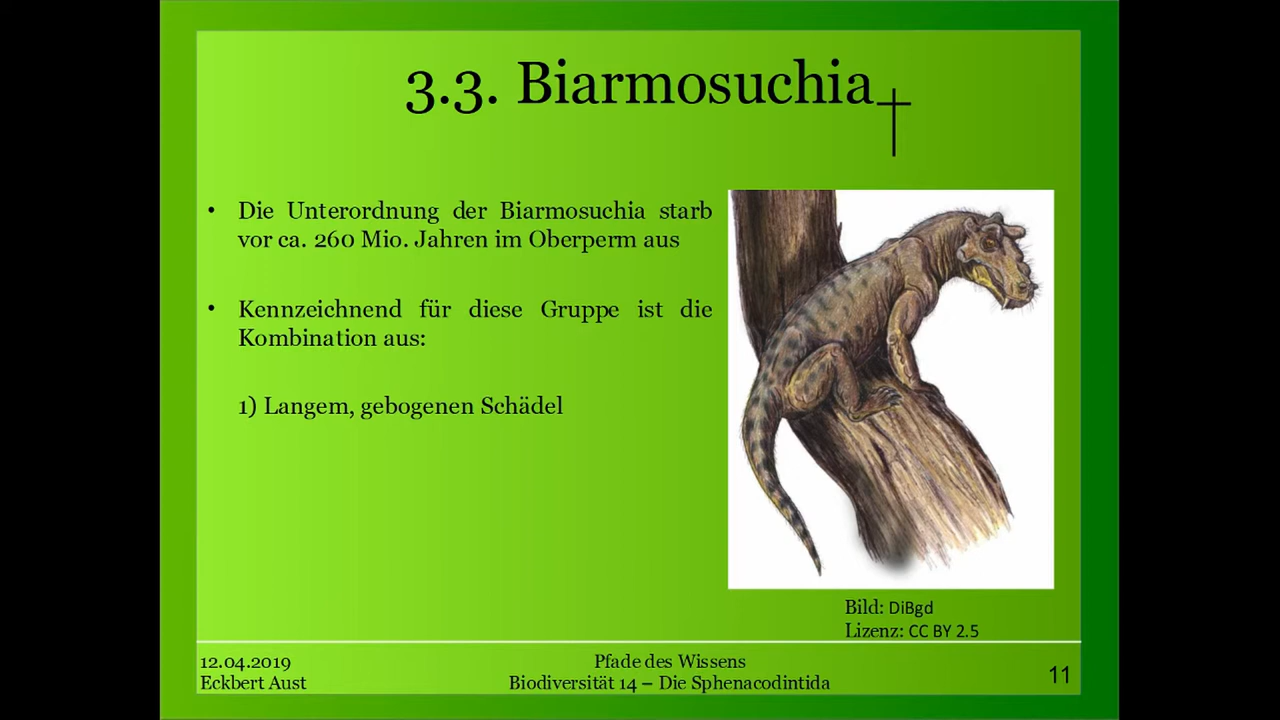 3.3. Biarmosuchia†
• Die Unterordnung der Biarmosuchia starb
vor ca. 260 Mio. Jahren im Oberperm aus
• Kennzeichnend für diese Gruppe ist die
Kombination aus:
1) Langem, gebogenen Schädel
Bild: DiBgd
Lizenz: CC BY 2.5
12.04.2019
Eckbert Aust
Pfade des Wissens
Biodiversität 14 – Die Sphenacodintida
11